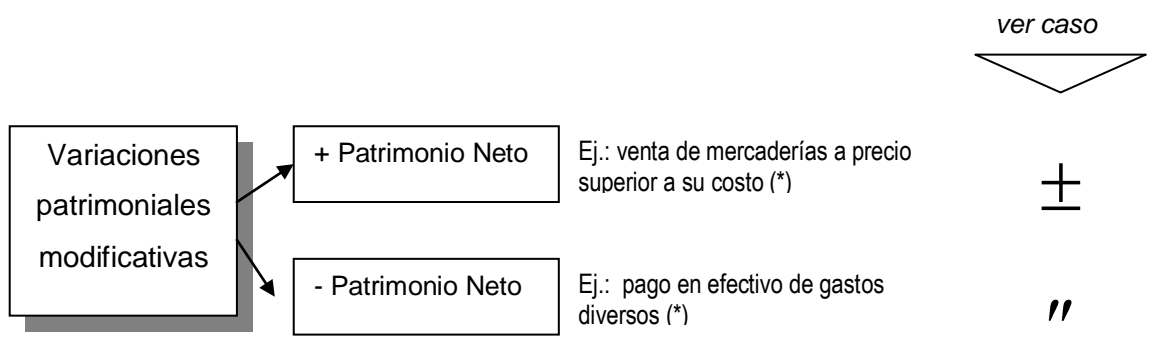 ver caso
Variaciones
patrimoniales
modificativas
+ Patrimonio Neto
Ej.: venta de mercaderías a precio
superior a su costo (*)
±
- Patrimonio Neto
Ej.: pago en efectivo de gastos
diversos (*)
″